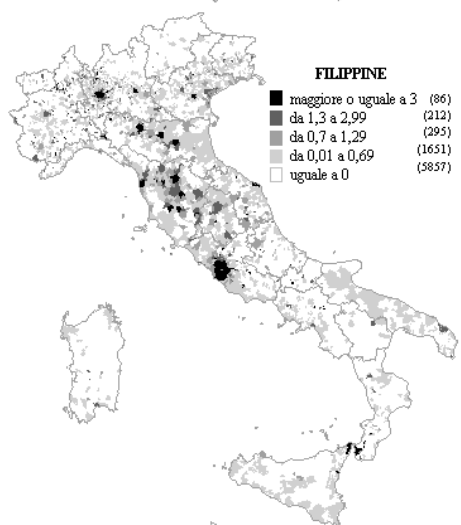 FILIPPINE
maggiore o uguale a 3 (86)
da 1,3 a 2,99 (212)
da 0,7 a 1,29 (295)
da 0,01 a 0,69 (1651)
uguale a 0 (5857)